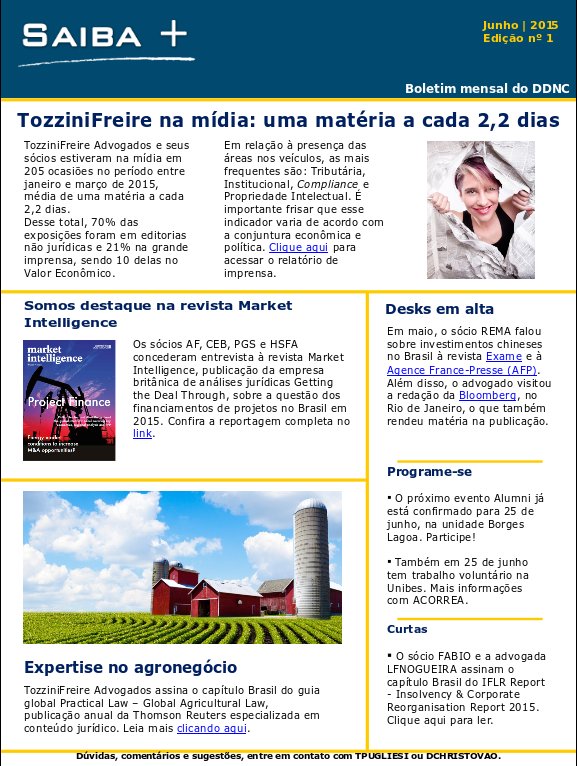 SAIBA +
Junho | 2015
Edição nº 1
Boletim mensal do DDNC
TozziniFreire na mídia: uma matéria a cada 2,2 dias
TozziniFreire Advogados e seus
sócios estiveram na mídia em
205 ocasiões no período entre
janeiro e março de 2015,
média de uma matéria a cada
2,2 dias.
Desse total, 70% das
exposições foram em editorias
não jurídicas e 21% na grande
imprensa, sendo 10 delas no
Valor Econômico.
Em relação à presença das
áreas nos veículos, as mais
frequentes são: Tributária,
Institucional, Compliance e
Propriedade Intelectual. É
importante frisar que esse
indicador varia de acordo com
a conjuntura econômica e
política. Clique aqui para
acessar o relatório de
imprensa.
Somos destaque na revista Market
Intelligence
market
intelligence
Project Finance
Energy market
conditions to increase
M&A opportunities?
Os sócios AF, CEB, PGS e HSFA
concederam entrevista à revista Market
Intelligence, publicação da empresa
britânica de análises jurídicas Getting
the Deal Through, sobre a questão dos
financiamentos de projetos no Brasil em
2015. Confira a reportagem completa no
link.
Desks em alta
Em maio, o sócio REMA falou
sobre investimentos chineses
no Brasil à revista Exame e à
Agence France-Presse (AFP).
Além disso, o advogado visitou
a redação da Bloomberg, no
Rio de Janeiro, o que também
rendeu matéria na publicação.
Programe-se
▪ O próximo evento Alumni já
está confirmado para 25 de
junho, na unidade Borges
Lagoa. Participe!
▪ Também em 25 de junho
tem trabalho voluntário na
Unibes. Mais informações
com ACORREA.
Curtas
▪ O sócio FABIO e a advogada
LFNOGUEIRA assinam o
capítulo Brasil do IFLR Report
- Insolvency & Corporate
Reorganisation Report 2015.
Clique aqui para ler.
Expertise no agronegócio
TozziniFreire Advogados assina o capítulo Brasil do guia
global Practical Law – Global Agricultural Law,
publicação anual da Thomson Reuters especializada em
conteúdo jurídico. Leia mais clicando aqui.
Dúvidas, comentários e sugestões, entre em contato com TPUGLIESI ou DCHRISTOVAO.